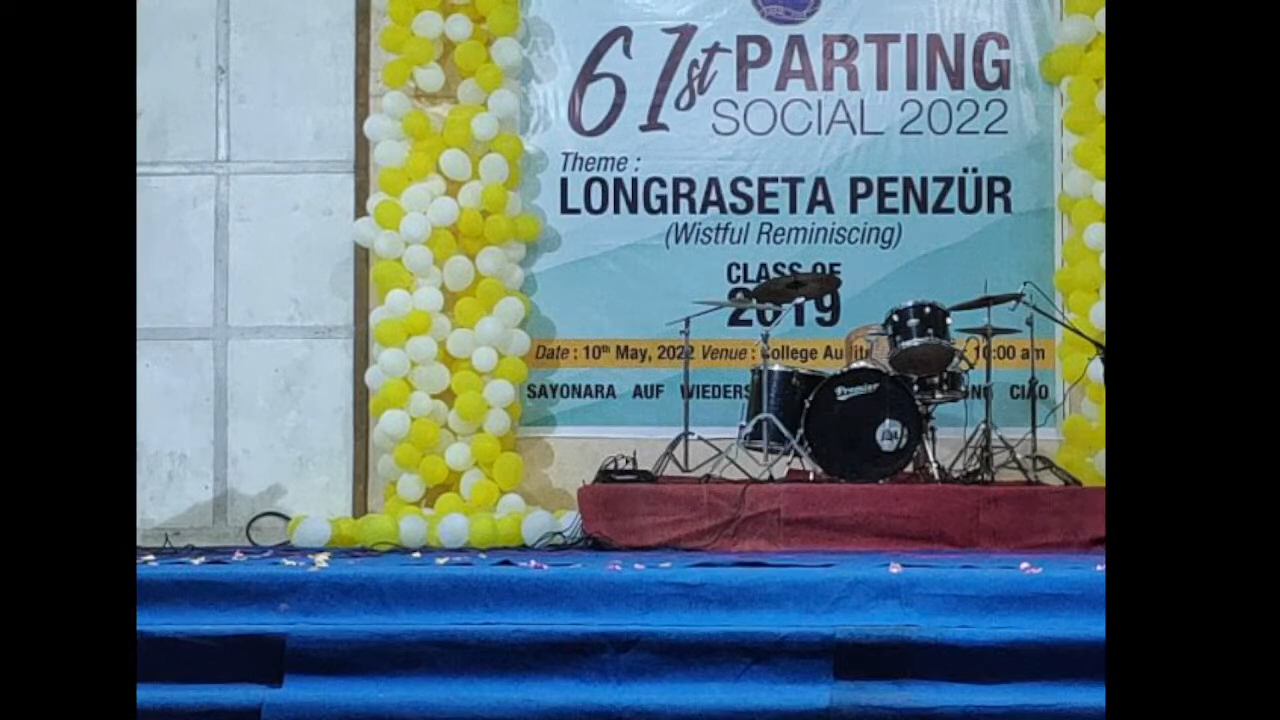 61st PARTING
SOCIAL 2022
Theme :
LONGRASETA PENZÜR
(Wistful Reminiscing)
CLASS OF
2019
Date : 10th May, 2022 Venue : College 10:00 am
SAYONARA AUF CIAO